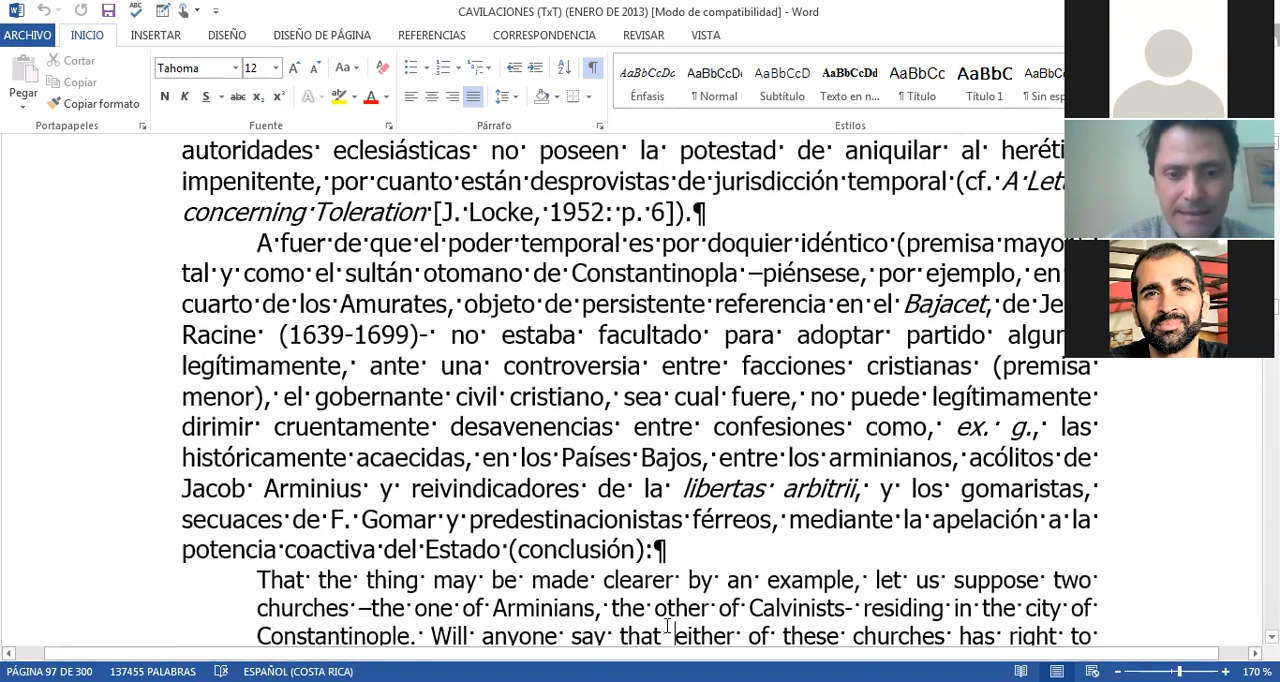 CAVILACIONES (TxT) (ENERO DE 2013) [Modo de compatibilidad] - Word
ARCHIVO INICIO INSERTAR DISEÑO DISEÑO DE PÁGINA REFERENCIAS CORRESPONDENCIA REVISAR VISTA
Cortar
Copiar
Copiar formato
Pegar
Portapapeles
Tahoma 12
N K S abc x₂ x²
Fuente
Párrafo
AaBbCcDc AaBbCcDc AaBbCcD AaBbCcDd AaBbCc AaBbC AaBbCc
Énfasis ¶ Normal Subtítulo Texto en n... ¶ Título Título 1 ¶ Sin esp
Estilos
autoridades eclesiásticas no poseen la potestad de aniquilar al heréti
impenitente, por cuanto están desprovistas de jurisdicción temporal (cf. A Let
concerning Toleration [J. Locke, 1952: p. 6]).¶
A fuer de que el poder temporal es por doquier idéntico (premisa mayor
tal y como el sultán otomano de Constantinopla –piénsese, por ejemplo, en
cuarto de los Amurates, objeto de persistente referencia en el Bajacet, de Je
Racine (1639-1699)- no estaba facultado para adoptar partido algun
legítimamente, ante una controversia entre facciones cristianas (premisa
menor), el gobernante civil cristiano, sea cual fuere, no puede legítimamente
dirimir cruentamente desavenencias entre confesiones como, ex. g., las
históricamente acaecidas, en los Países Bajos, entre los arminianos, acólitos de
Jacob Arminius y reivindicadores de la libertas arbitrii, y los gomaristas,
secuaces de F. Gomar y predestinacionistas férreos, mediante la apelación a la
potencia coactiva del Estado (conclusión):¶
That the thing may be made clearer by an example, let us suppose two
churches –the one of Arminians, the other of Calvinists- residing in the city of
Constantinople. Will anyone say that either of these churches has right to
PÁGINA 97 DE 300 137455 PALABRAS ESPAÑOL (COSTA RICA) 170 %